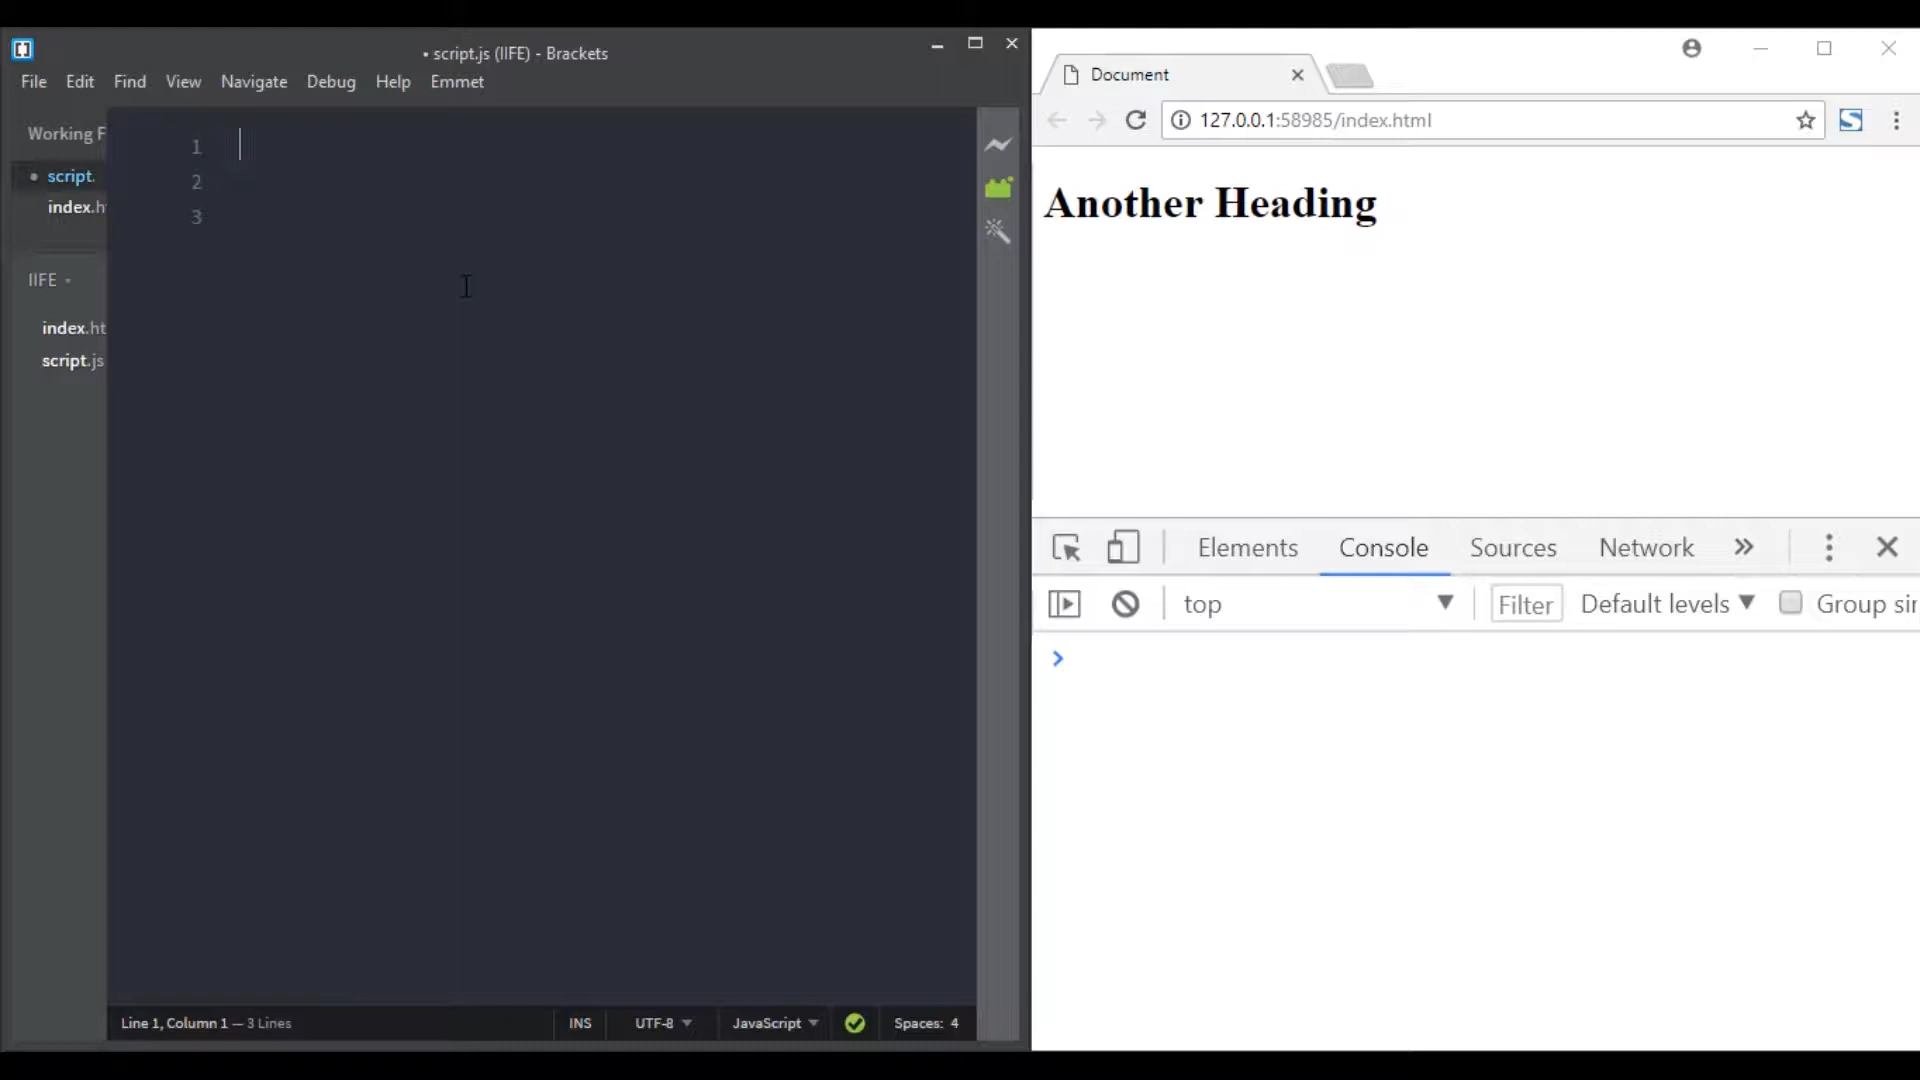 • script.js (IIFE) - Brackets
File Edit Find View Navigate Debug Help Emmet
Working F
script.
index.h
IIFE
index.ht
script.js
1
2
3
Line 1, Column 1 — 3 Lines
INS
UTF-8
JavaScript
Spaces: 4
Document
127.0.0.1:58985/index.html
Another Heading
Elements Console Sources Network
top
Filter
Default levels
Group sir